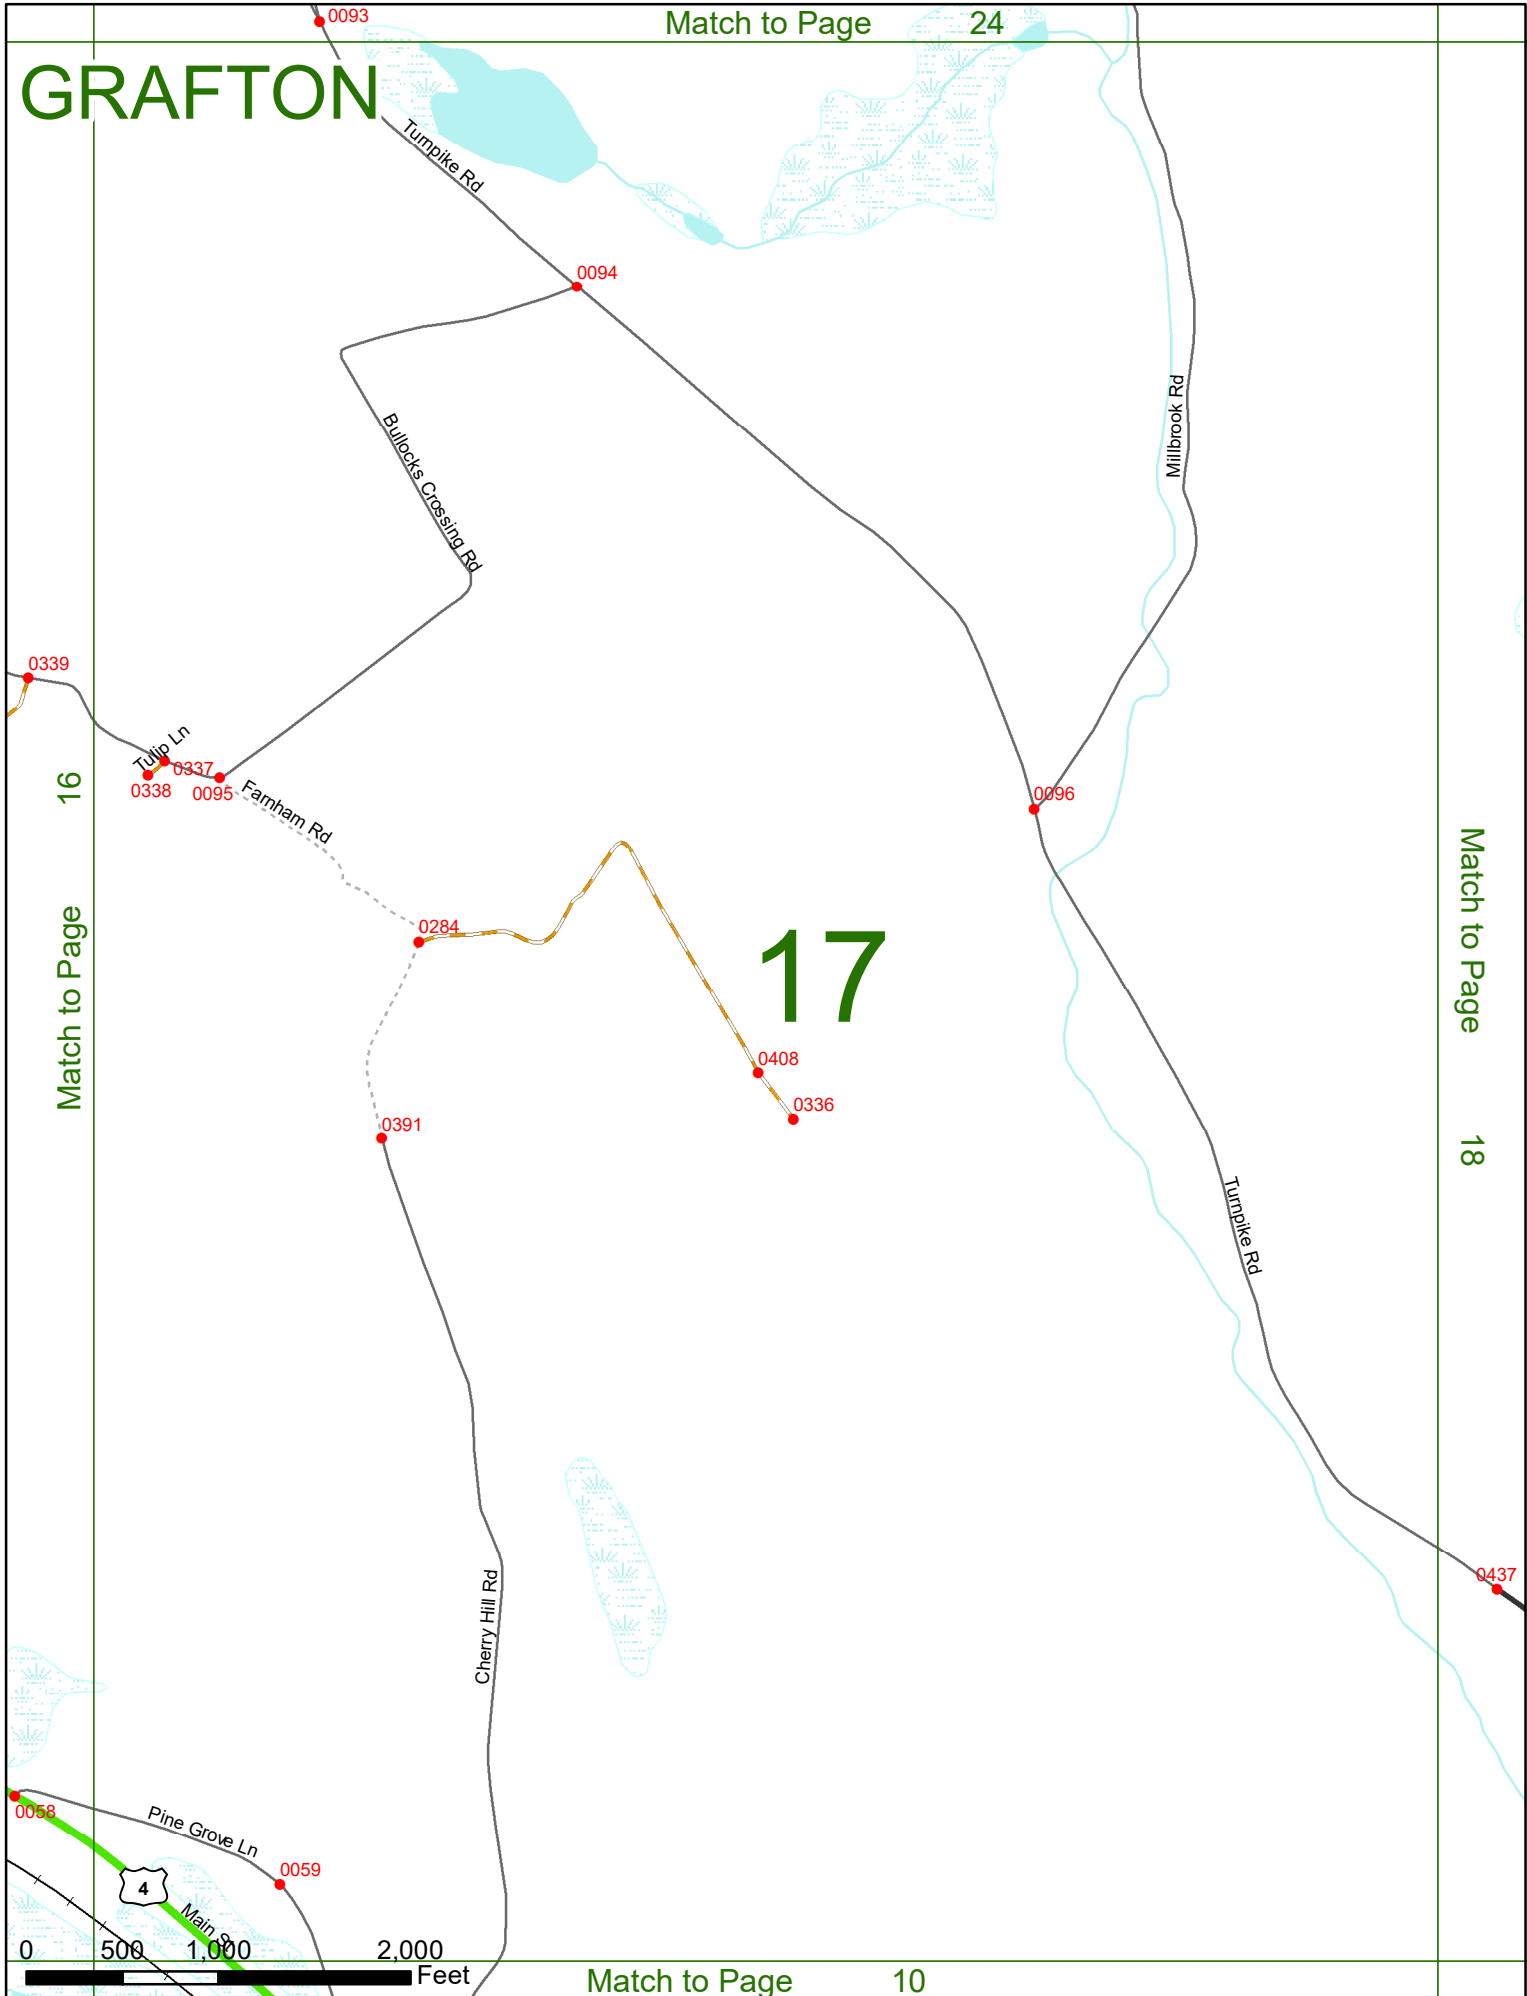 0093
Match to Page 24
GRAFTON
Turnpike Rd
0094
Millbrook Rd
Bullocks Crossing Rd
0339
Tulip Ln
0337
0338
0095
Farnham Rd
0096
16
Match to Page
Match to Page
18
0284
17
0408
0336
0391
Turnpike Rd
0437
Cherry Hill Rd
0058
Pine Grove Ln
0059
4
Main St
0 500 1,000 2,000
Feet
Match to Page 10